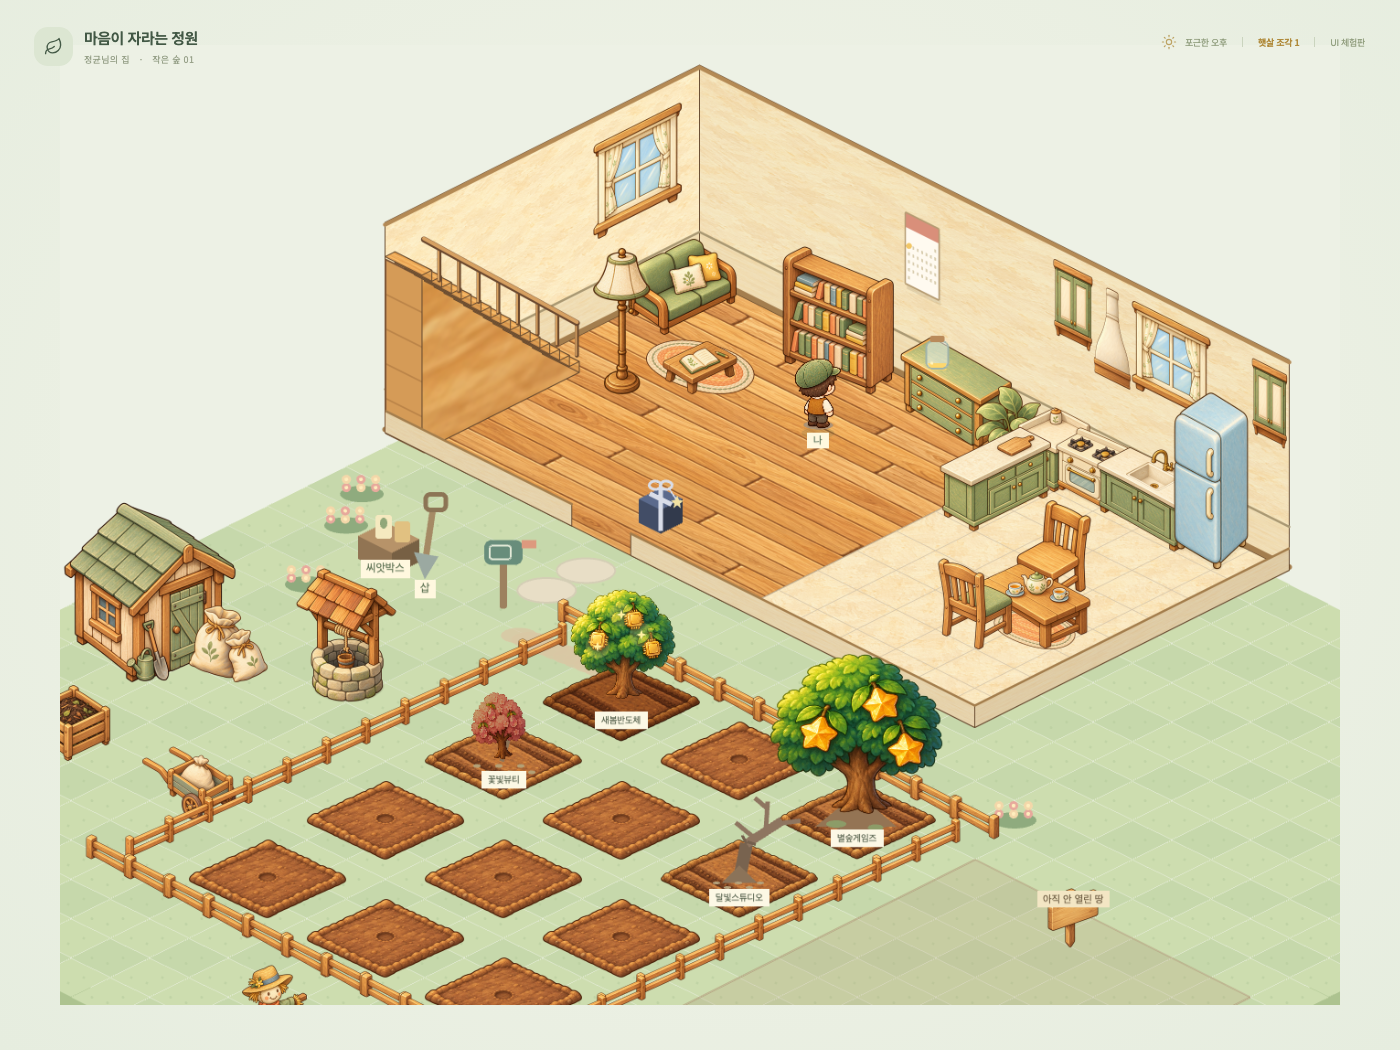 마음이 자라는 정원
정균님의 집 · 작은 숲 01
포근한 오후
햇살 조각 1
UI 체험판
나
씨앗박스
삽
새봄반도체
꽃빛뷰티
별숲게임즈
달빛스튜디오
아직 안 열린 땅